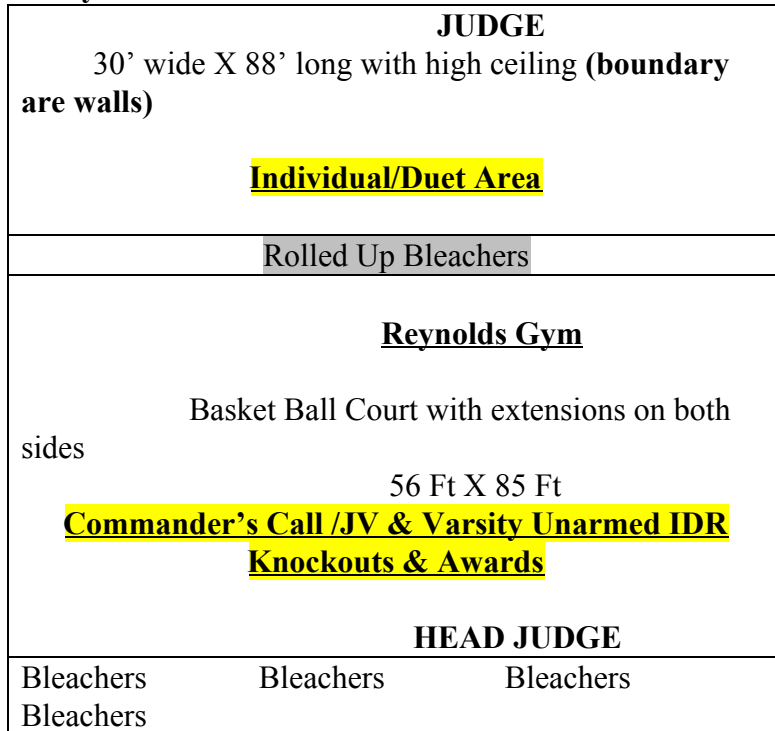 JUDGE
30’ wide X 88’ long with high ceiling (boundary
are walls)
Individual/Duet Area
Rolled Up Bleachers
Reynolds Gym
Basket Ball Court with extensions on both
sides
56 Ft X 85 Ft
Commander’s Call /JV & Varsity Unarmed IDR
Knockouts & Awards
HEAD JUDGE
Bleachers Bleachers Bleachers
Bleachers